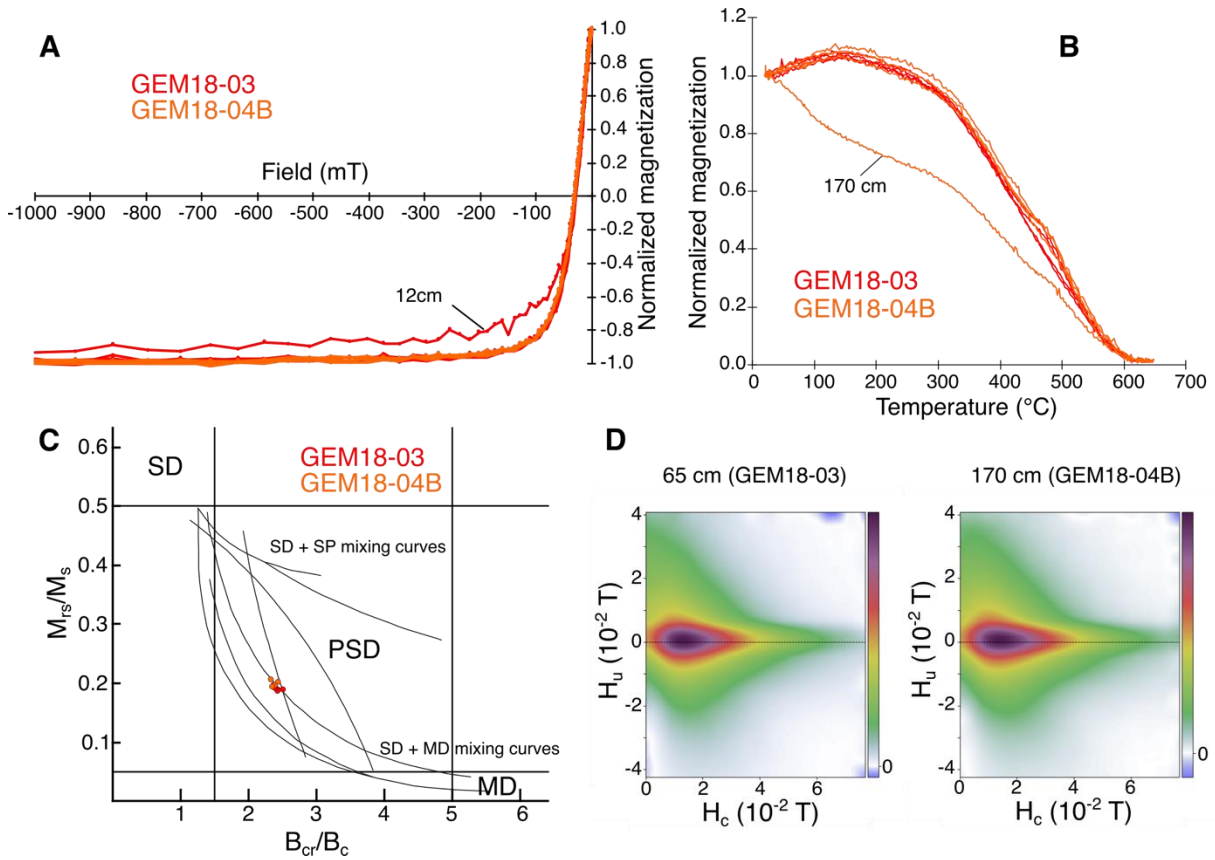 A
GEM18-03
GEM18-04B
Field (mT)
-1000 -900 -800 -700 -600 -500 -400 -300 -200 -100
1.0
0.8
0.6
0.4
0.2
0.0
-0.2
-0.4
-0.6
-0.8
-1.0
Normalized magnetization
12cm
B
Normalized magnetization
1.2
1.0
0.8
0.6
0.4
0.2
0.0
170 cm
GEM18-03
GEM18-04B
0 100 200 300 400 500 600 700
Temperature (°C)
C
GEM18-03
GEM18-04B
Mrs/Ms
0.6
0.5
0.4
0.3
0.2
0.1
SD
SD + SP mixing curves
PSD
SD + MD mixing curves
MD
1 2 3 4 5 6
Bcr/Bc
D
65 cm (GEM18-03)
Hu (10-2 T)
4
2
0
-2
-4
0 2 4 6
Hc (10-2 T)
0
170 cm (GEM18-04B)
Hu (10-2 T)
4
2
0
-2
-4
0 2 4 6
Hc (10-2 T)
0